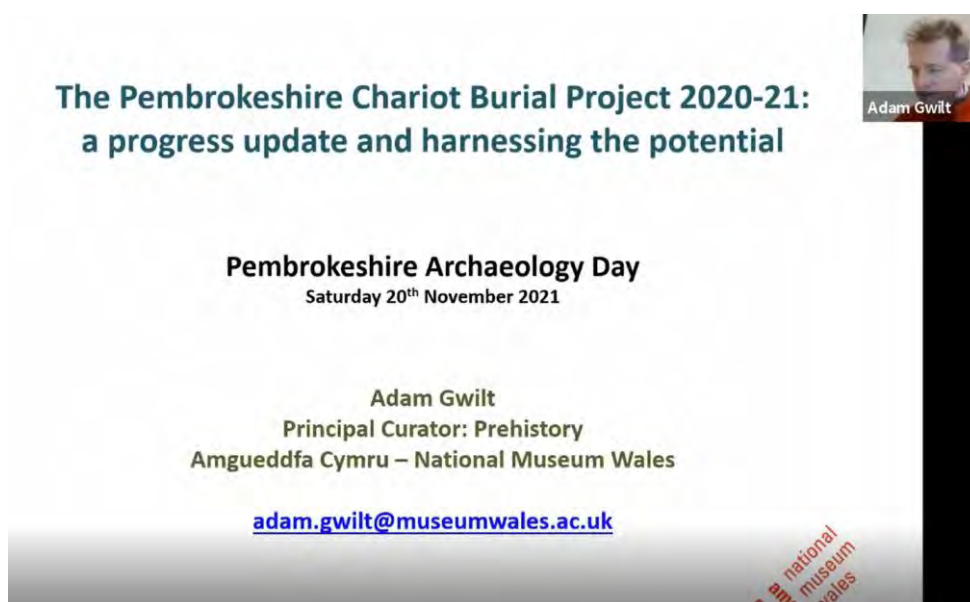 The Pembrokeshire Chariot Burial Project 2020-21:
a progress update and harnessing the potential
Adam Gwilt
Pembrokeshire Archaeology Day
Saturday 20th November 2021
Adam Gwilt
Principal Curator: Prehistory
Amgueddfa Cymru – National Museum Wales
adam.gwilt@museumwales.ac.uk
national
museum
wales